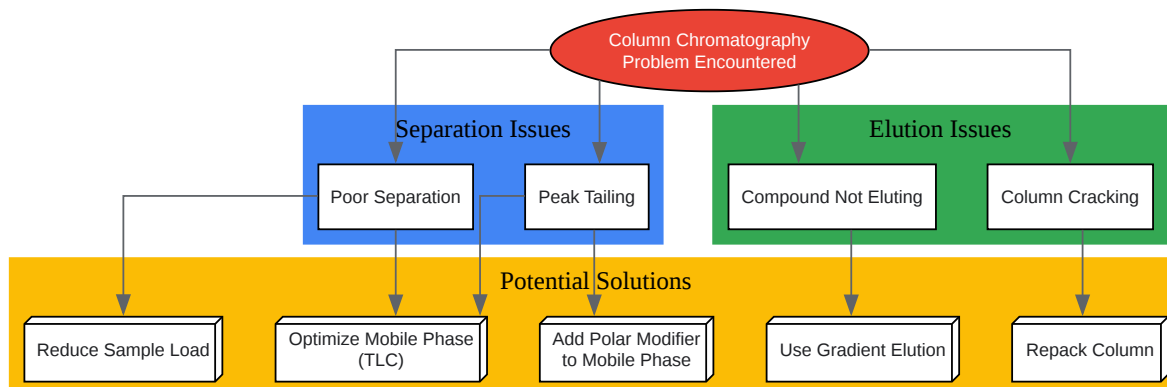 Column Chromatography
Problem Encountered
Separation Issues
Elution Issues
Poor Separation
Peak Tailing
Compound Not Eluting
Column Cracking
Potential Solutions
Reduce Sample Load
Optimize Mobile Phase
(TLC)
Add Polar Modifier
to Mobile Phase
Use Gradient Elution
Repack Column